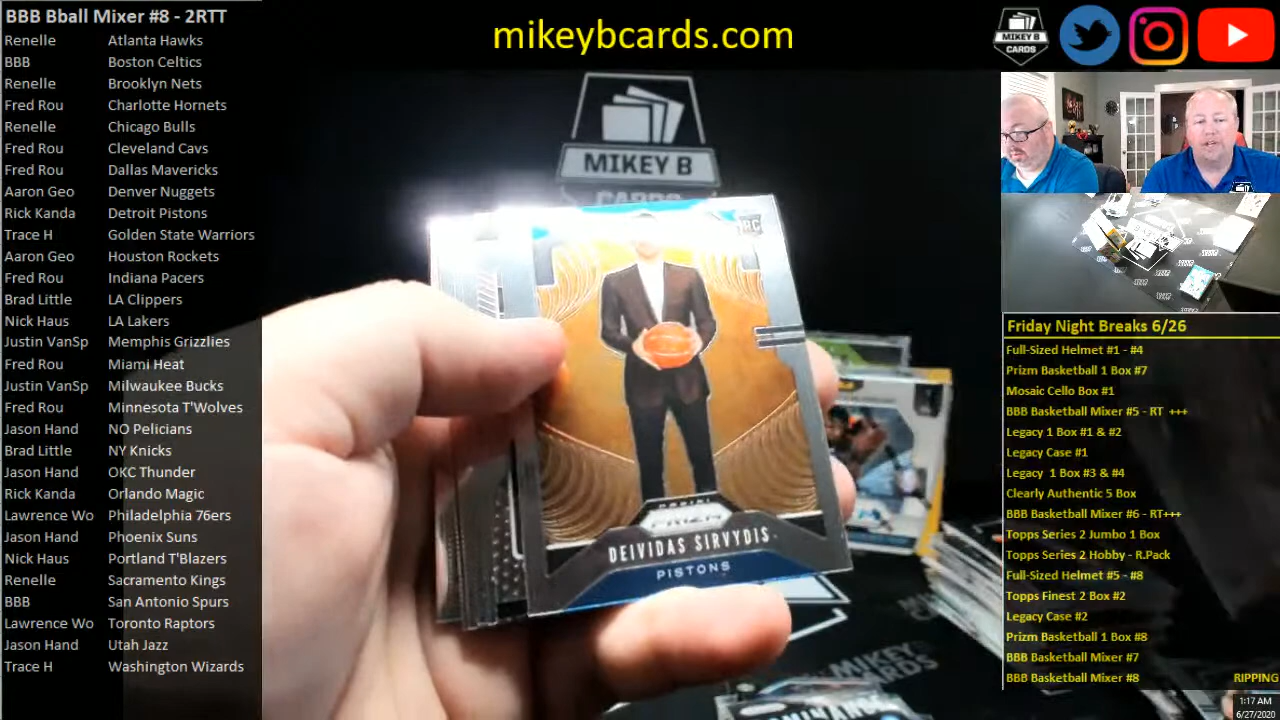 BBB Bball Mixer #8 - 2RTT
Renelle Atlanta Hawks
BBB Boston Celtics
Renelle Brooklyn Nets
Fred Rou Charlotte Hornets
Renelle Chicago Bulls
Fred Rou Cleveland Cavs
Fred Rou Dallas Mavericks
Aaron Geo Denver Nuggets
Rick Kanda Detroit Pistons
Trace H Golden State Warriors
Aaron Geo Houston Rockets
Fred Rou Indiana Pacers
Brad Little LA Clippers
Nick Haus LA Lakers
Justin VanSp Memphis Grizzlies
Fred Rou Miami Heat
Justin VanSp Milwaukee Bucks
Fred Rou Minnesota T'Wolves
Jason Hand NO Pelicians
Brad Little NY Knicks
Jason Hand OKC Thunder
Rick Kanda Orlando Magic
Lawrence Wo Philadelphia 76ers
Jason Hand Phoenix Suns
Nick Haus Portland T'Blazers
Renelle Sacramento Kings
BBB San Antonio Spurs
Lawrence Wo Toronto Raptors
Jason Hand Utah Jazz
Trace H Washington Wizards
mikeybcards.com
MIKEY B
CARDS
RC
PANINI
PRIZM
DEIVIDAS SIRVYDIS
PISTONS
MIKEY B
CARDS
Friday Night Breaks 6/26
Full-Sized Helmet #1 - #4
Prizm Basketball 1 Box #7
Mosaic Cello Box #1
BBB Basketball Mixer #5 - RT +++
Legacy 1 Box #1 & #2
Legacy Case #1
Legacy 1 Box #3 & #4
Clearly Authentic 5 Box
BBB Basketball Mixer #6 - RT+++
Topps Series 2 Jumbo 1 Box
Topps Series 2 Hobby - R.Pack
Full-Sized Helmet #5 - #8
Topps Finest 2 Box #2
Legacy Case #2
Prizm Basketball 1 Box #8
BBB Basketball Mixer #7
BBB Basketball Mixer #8 RIPPING
1:17 AM
6/27/2020